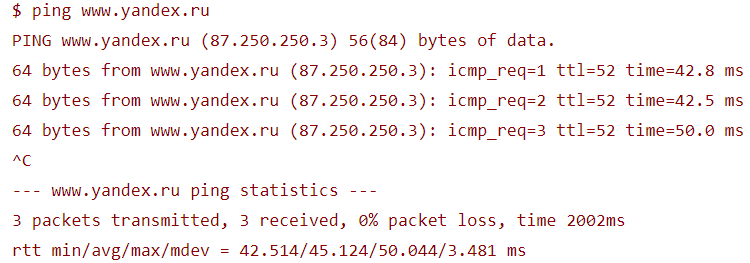 $ ping www.yandex.ru
PING www.yandex.ru (87.250.250.3) 56(84) bytes of data.
64 bytes from www.yandex.ru (87.250.250.3): icmp_req=1 ttl=52 time=42.8 ms
64 bytes from www.yandex.ru (87.250.250.3): icmp_req=2 ttl=52 time=42.5 ms
64 bytes from www.yandex.ru (87.250.250.3): icmp_req=3 ttl=52 time=50.0 ms
^C
--- www.yandex.ru ping statistics ---
3 packets transmitted, 3 received, 0% packet loss, time 2002ms
rtt min/avg/max/mdev = 42.514/45.124/50.044/3.481 ms